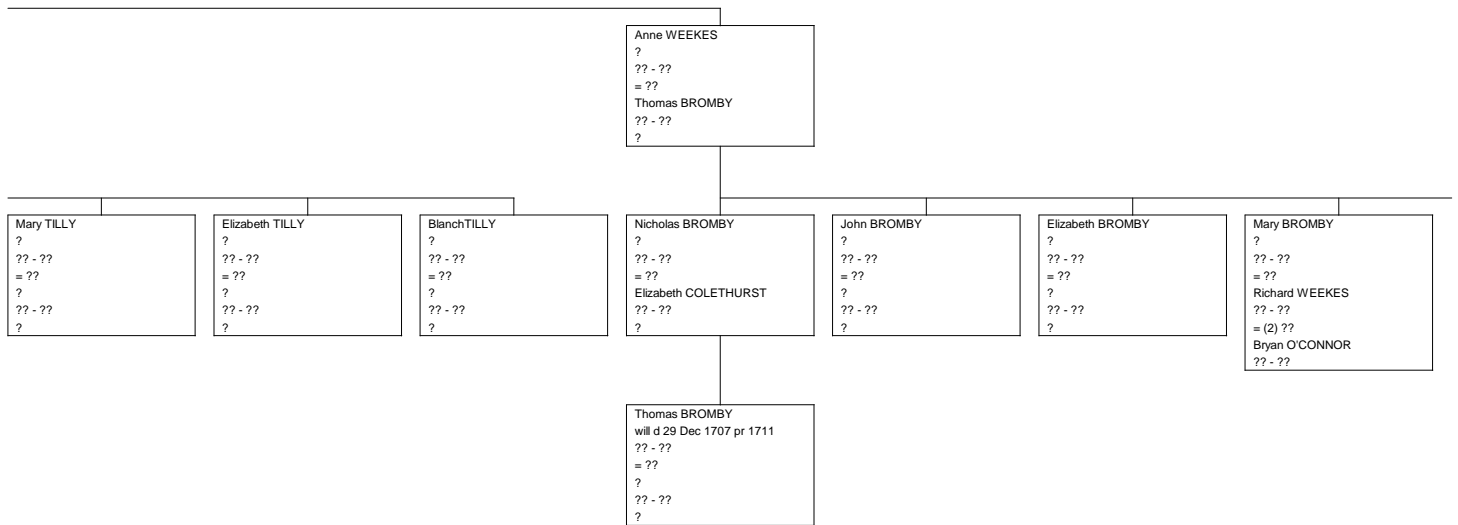 Anne WEEKES
?
?? - ??
= ??
Thomas BROMBY
?? - ??
?
Mary TILLY
?
?? - ??
= ??
?
?? - ??
?
Elizabeth TILLY
?
?? - ??
= ??
?
?? - ??
?
BlanchTILLY
?
?? - ??
= ??
?
?? - ??
?
Nicholas BROMBY
?
?? - ??
= ??
Elizabeth COLETHURST
?? - ??
?
John BROMBY
?
?? - ??
= ??
?
?? - ??
?
Elizabeth BROMBY
?
?? - ??
= ??
?
?? - ??
?
Mary BROMBY
?
?? - ??
= ??
Richard WEEKES
?? - ??
= (2) ??
Bryan O'CONNOR
?? - ??
Thomas BROMBY
will d 29 Dec 1707 pr 1711
?? - ??
= ??
?
?? - ??
?